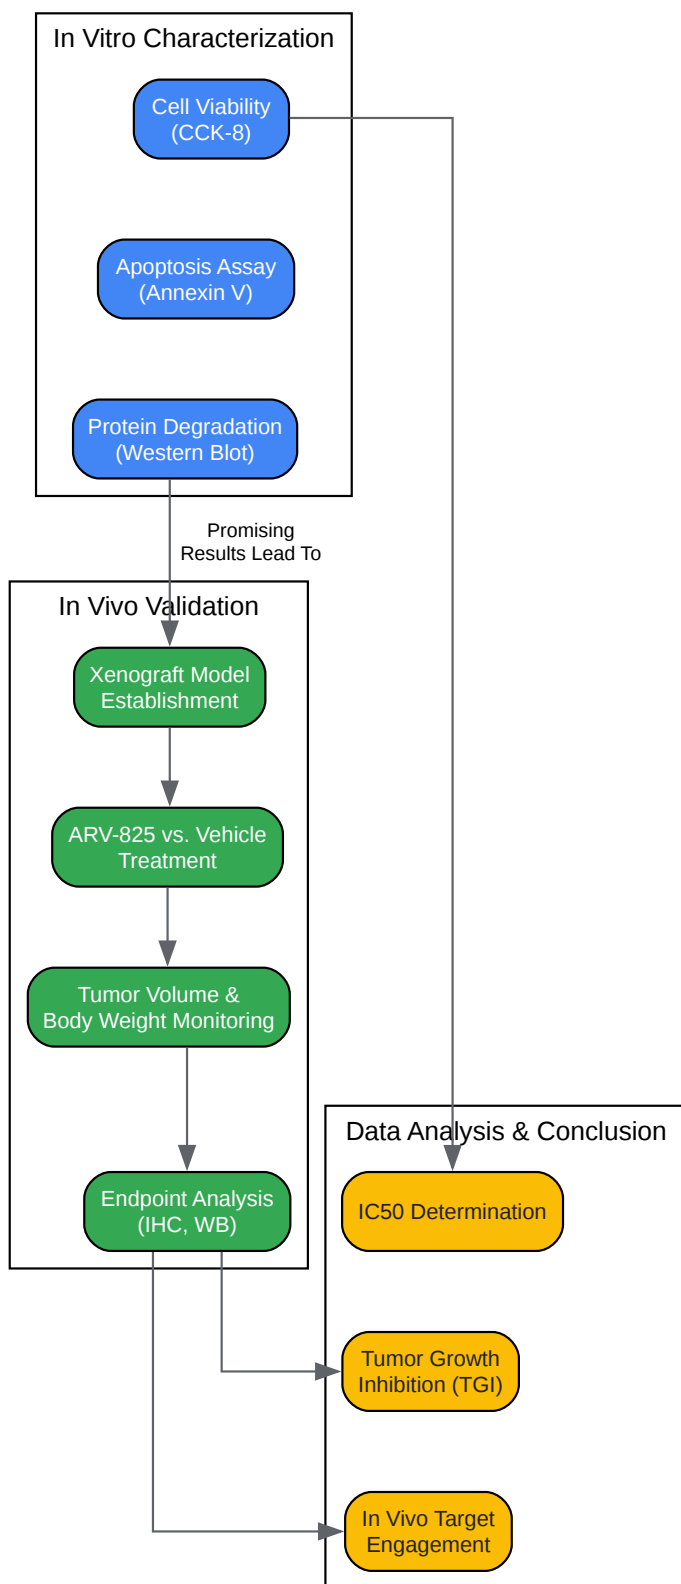 In Vitro Characterization
Cell Viability
(CCK-8)
Apoptosis Assay
(Annexin V)
Protein Degradation
(Western Blot)
Promising
Results Lead To
In Vivo Validation
Xenograft Model
Establishment
ARV-825 vs. Vehicle
Treatment
Tumor Volume &
Body Weight Monitoring
Endpoint Analysis
(IHC, WB)
Data Analysis & Conclusion
IC50 Determination
Tumor Growth
Inhibition (TGI)
In Vivo Target
Engagement